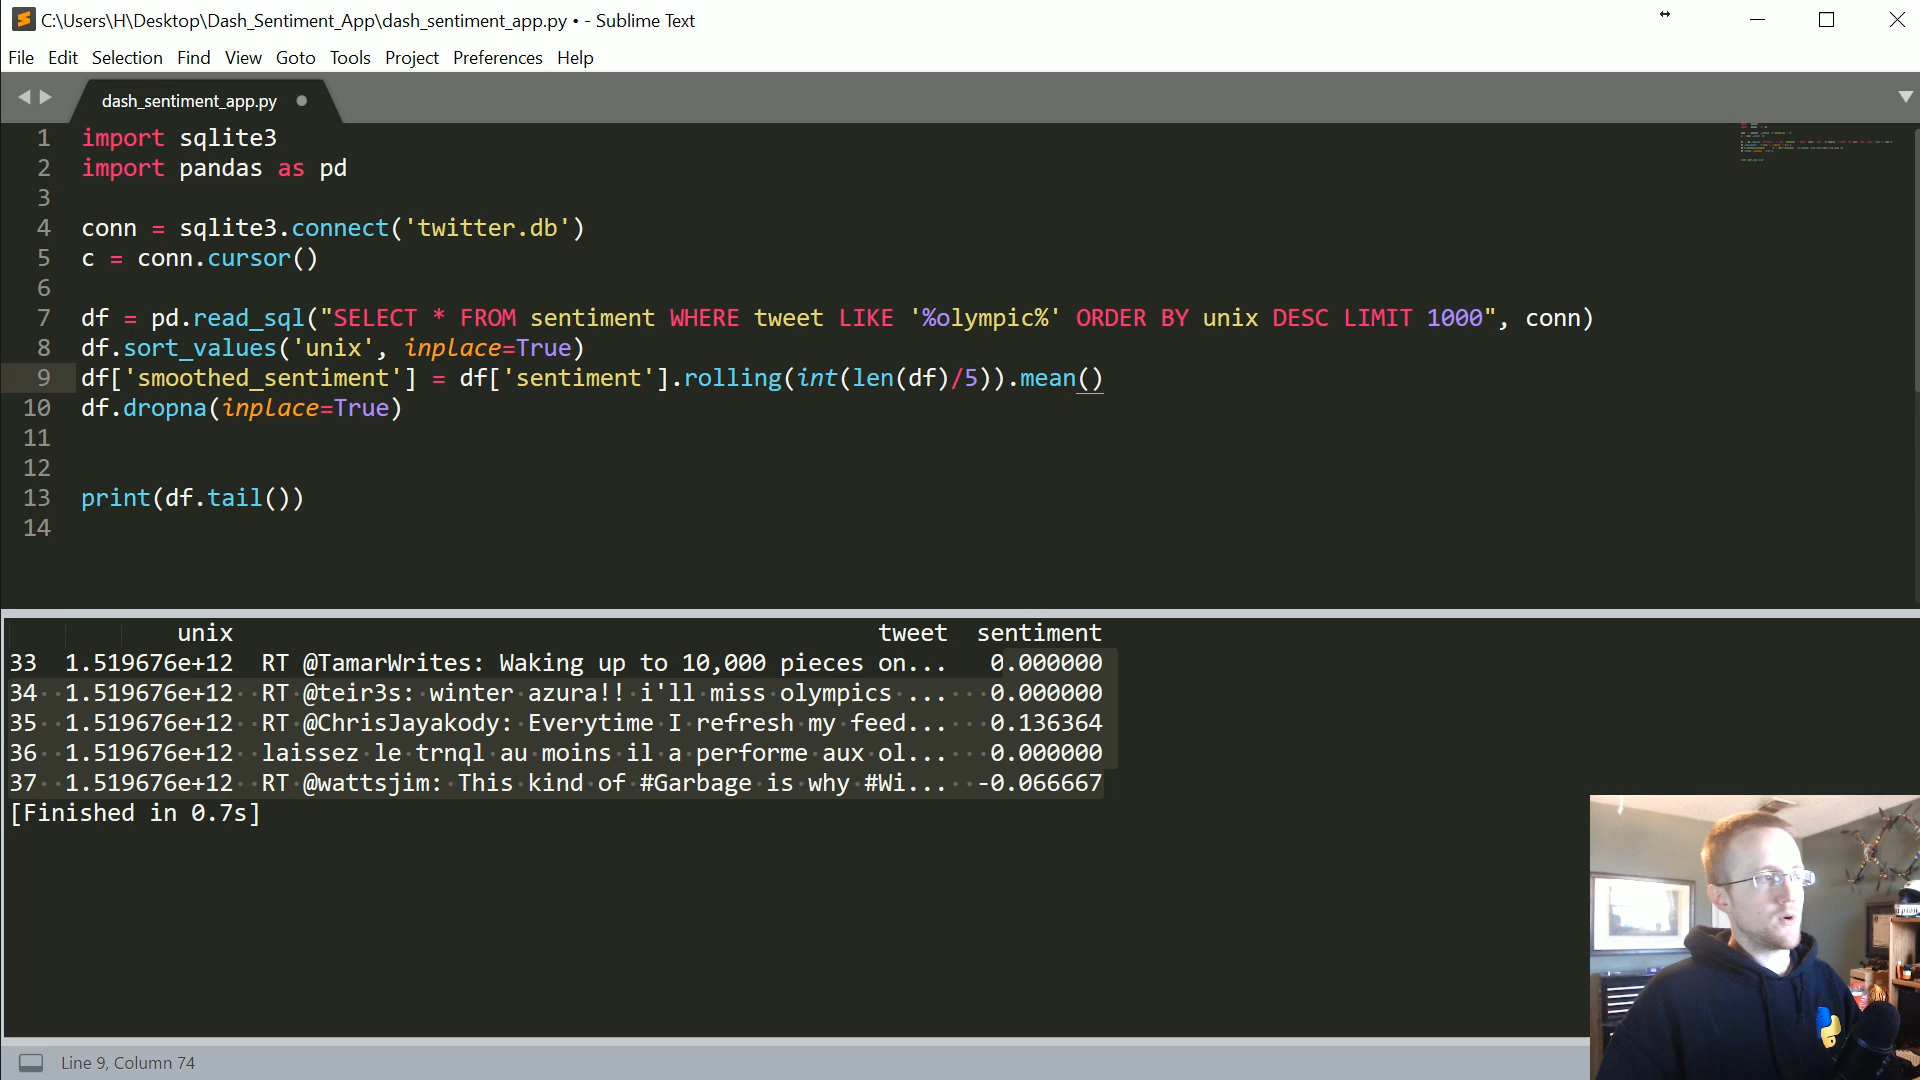 C:\Users\H\Desktop\Dash_Sentiment_App\dash_sentiment_app.py • - Sublime Text
File Edit Selection Find View Goto Tools Project Preferences Help
dash_sentiment_app.py
1 import sqlite3
2 import pandas as pd
3
4 conn = sqlite3.connect('twitter.db')
5 c = conn.cursor()
6
7 df = pd.read_sql("SELECT * FROM sentiment WHERE tweet LIKE '%olympic%' ORDER BY unix DESC LIMIT 1000", conn)
8 df.sort_values('unix', inplace=True)
9 df['smoothed_sentiment'] = df['sentiment'].rolling(int(len(df)/5)).mean()
10 df.dropna(inplace=True)
11
12
13 print(df.tail())
14
unix tweet sentiment
33 1.519676e+12 RT @TamarWrites: Waking up to 10,000 pieces on... 0.000000
34 1.519676e+12 RT @teir3s: winter azura!! i'll miss olympics ... 0.000000
35 1.519676e+12 RT @ChrisJayakody: Everytime I refresh my feed... 0.136364
36 1.519676e+12 laissez le trnql au moins il a performe aux ol... 0.000000
37 1.519676e+12 RT @wattsjim: This kind of #Garbage is why #Wi... -0.066667
[Finished in 0.7s]
Line 9, Column 74